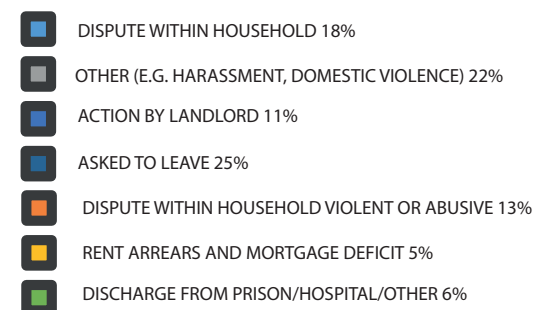 DISPUTE WITHIN HOUSEHOLD 18%
OTHER (E.G. HARASSMENT, DOMESTIC VIOLENCE) 22%
ACTION BY LANDLORD 11%
ASKED TO LEAVE 25%
DISPUTE WITHIN HOUSEHOLD VIOLENT OR ABUSIVE 13%
RENT ARREARS AND MORTGAGE DEFICIT 5%
DISCHARGE FROM PRISON/HOSPITAL/OTHER 6%